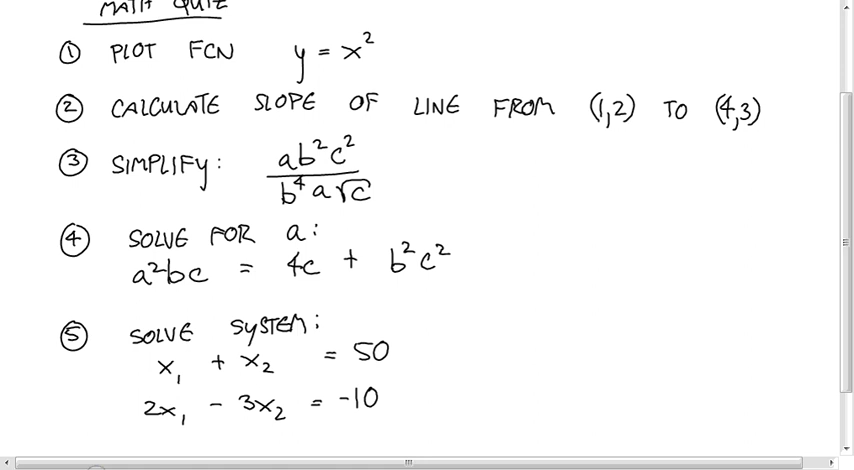 MATH QUIZ
① PLOT FCN y = x²
② CALCULATE SLOPE OF LINE FROM (1,2) TO (4,3)
③ SIMPLIFY: ab²c² / b⁴a√c
④ SOLVE FOR a:
a²bc = 4c + b²c²
⑤ SOLVE SYSTEM:
x₁ + x₂ = 50
2x₁ - 3x₂ = -10